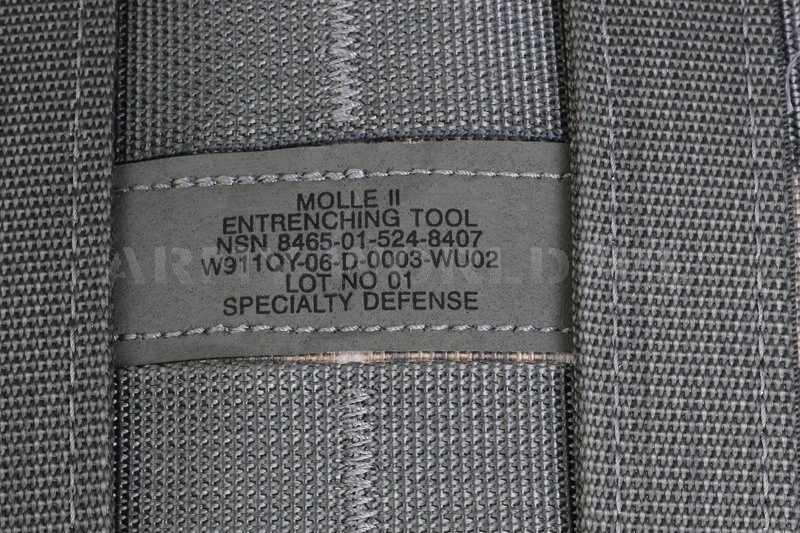 MOLLE II
ENTRENCHING TOOL
NSN 8465-01-524-8407
W911QY-06-D-0003-WU02
LOT NO 01
SPECIALTY DEFENSE